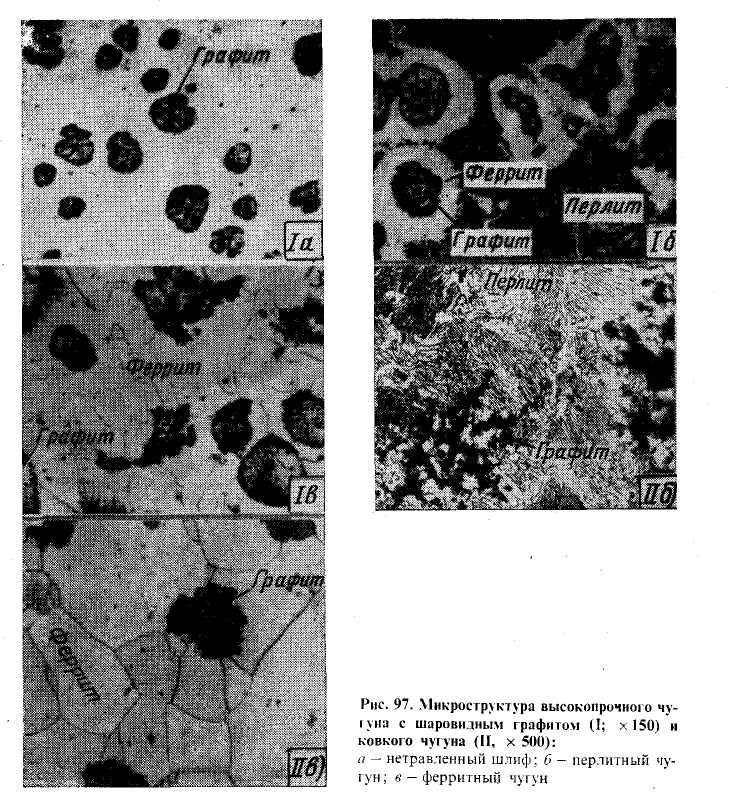 Графит
Iа
Феррит
Графит
Перлит
Iб
Феррит
Графит
Iв
Перлит
Графит
IIб
Графит
Феррит
IIв)
Рис. 97. Микроструктура высокопрочного чу-
гуна с шаровидным графитом (I; ×150) и
ковкого чугуна (II, × 500):
а — нетравленный шлиф; б — перлитный чу-
гун; в — ферритный чугун